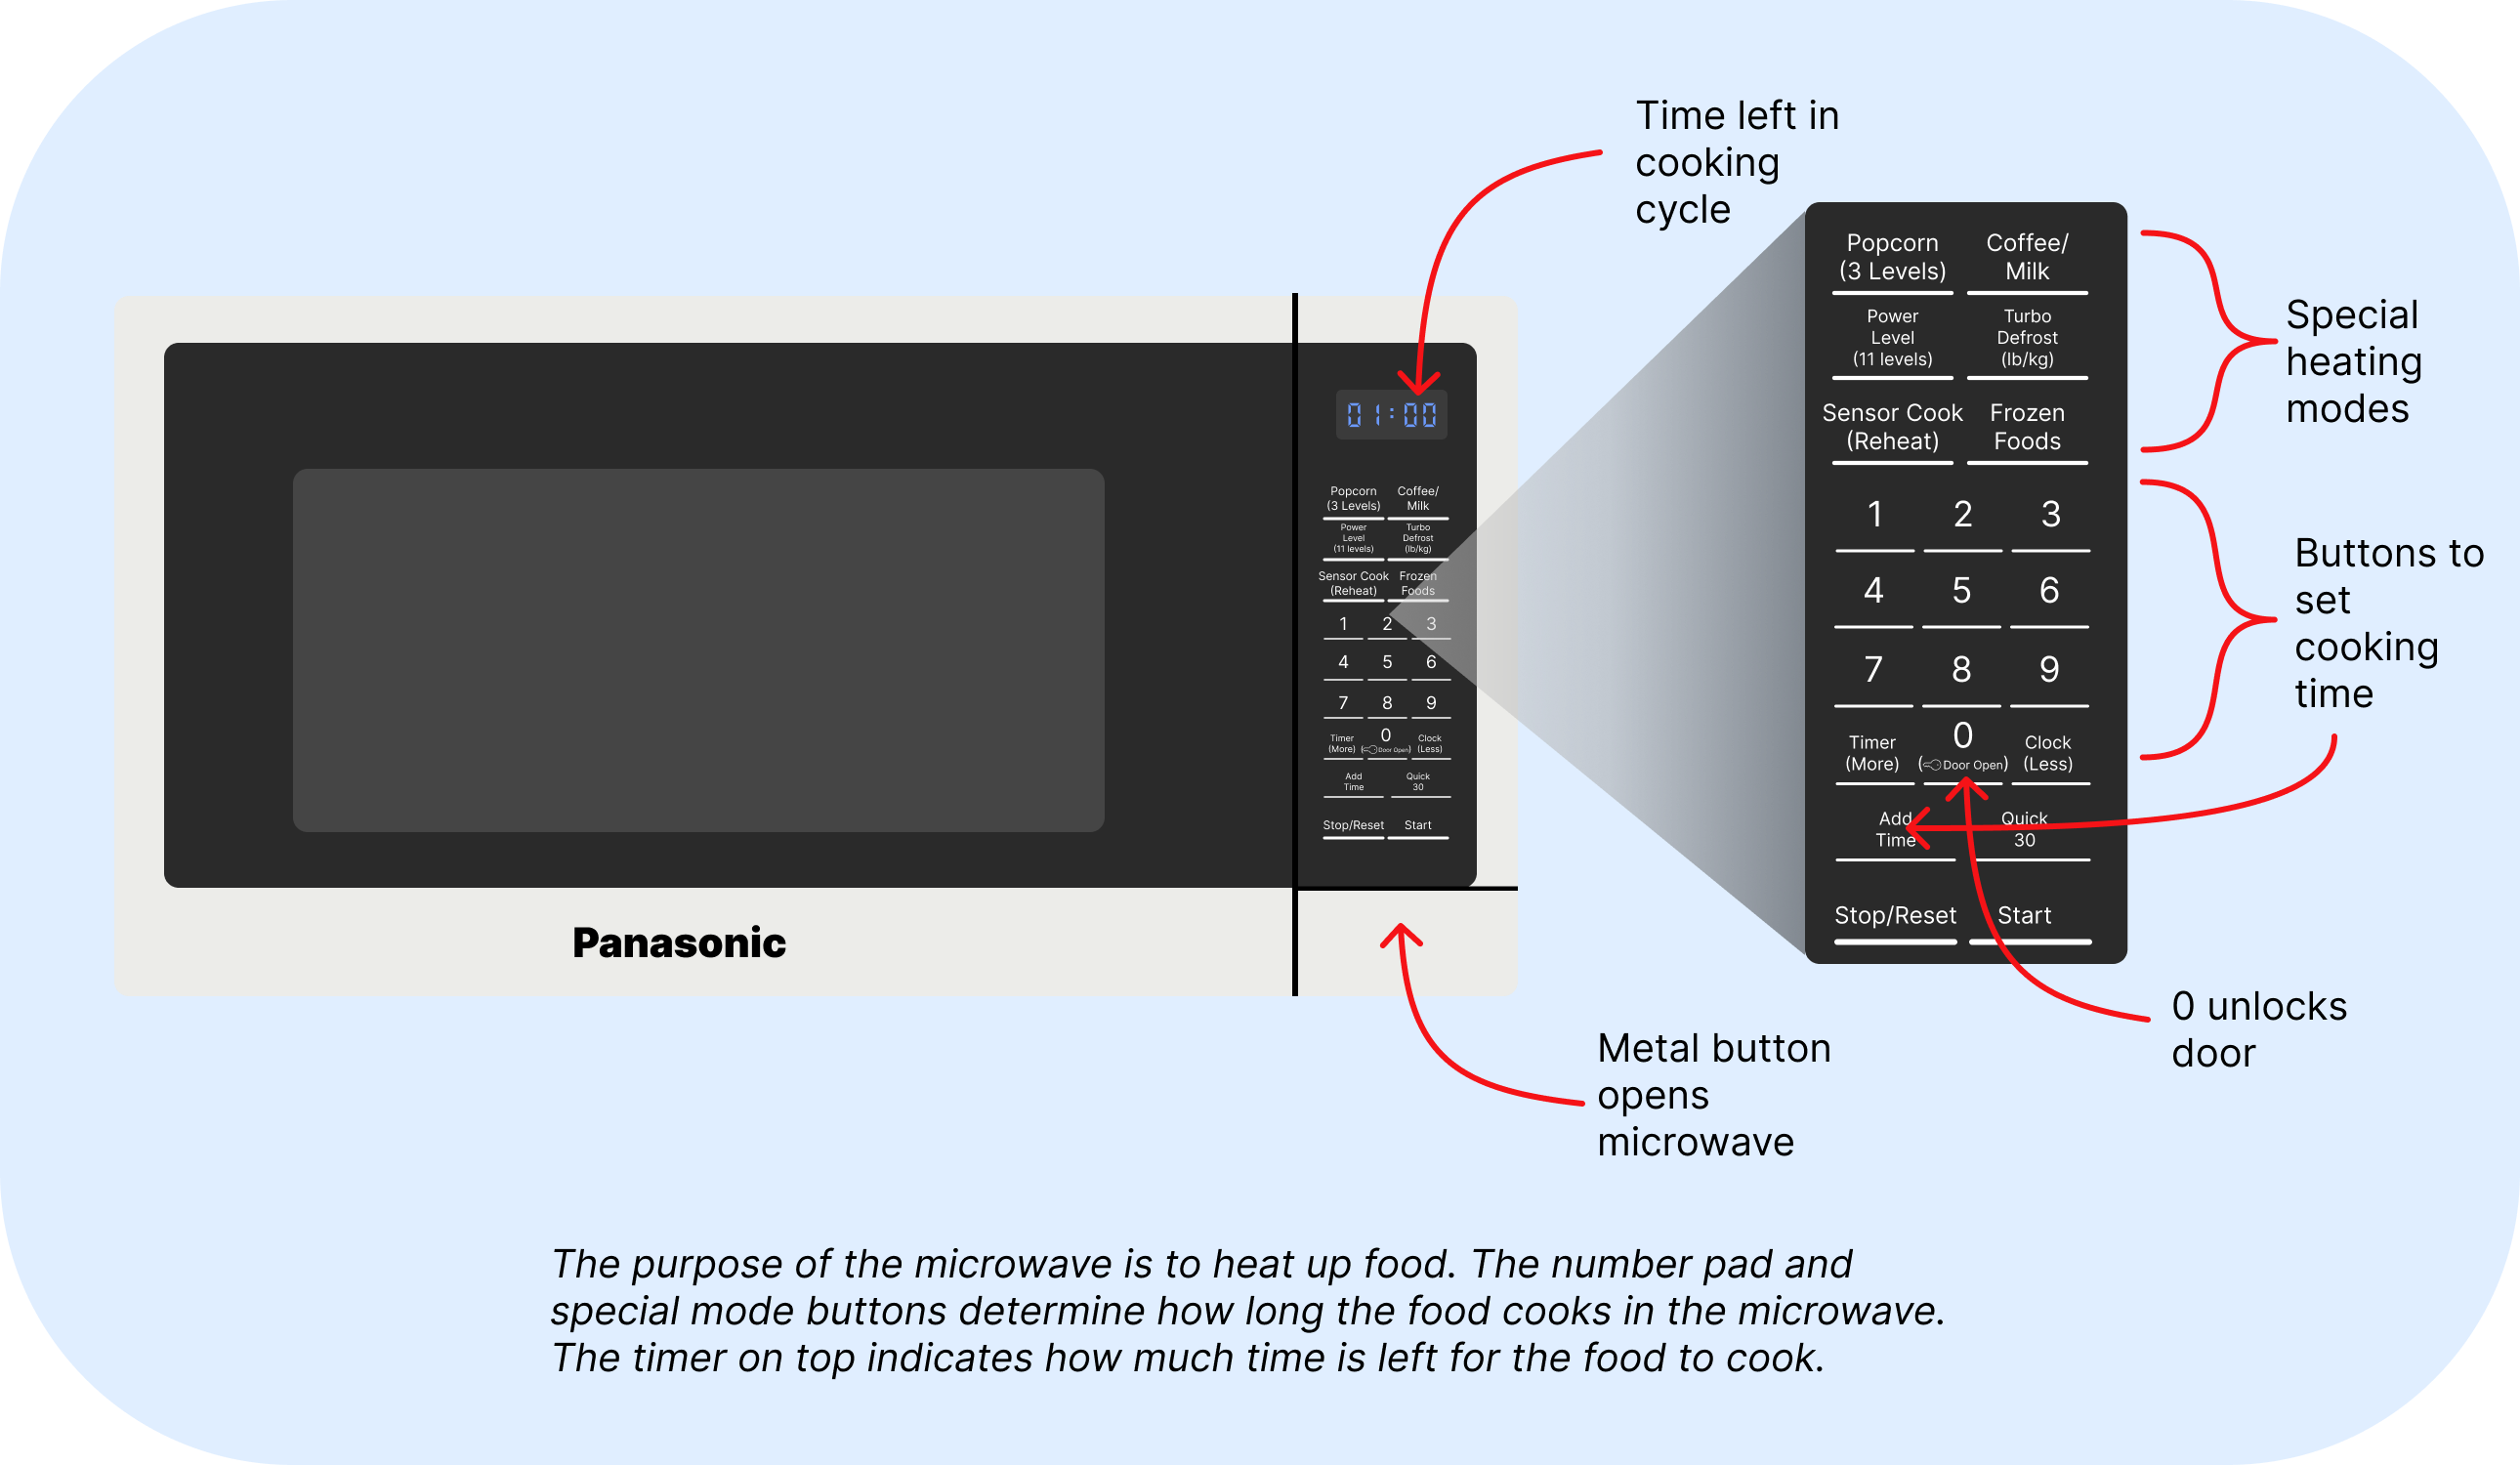 Time left in
cooking
cycle
01:00
Popcorn
(3 Levels)
Coffee/
Milk
Power
Level
(11 levels)
Turbo
Defrost
(lb/kg)
Sensor Cook
(Reheat)
Frozen
Foods
1 2 3
4 5 6
7 8 9
Timer
(More)
0
(Door Open)
Clock
(Less)
Add
Time
Quick
30
Stop/Reset
Start
Panasonic
Popcorn
(3 Levels)
Coffee/
Milk
Power
Level
(11 levels)
Turbo
Defrost
(lb/kg)
Sensor Cook
(Reheat)
Frozen
Foods
1 2 3
4 5 6
7 8 9
Timer
(More)
0
(Door Open)
Clock
(Less)
Add
Time
Quick
30
Stop/Reset
Start
Special
heating
modes
Buttons to
set
cooking
time
0 unlocks
door
Metal button
opens
microwave
The purpose of the microwave is to heat up food. The number pad and
special mode buttons determine how long the food cooks in the microwave.
The timer on top indicates how much time is left for the food to cook.